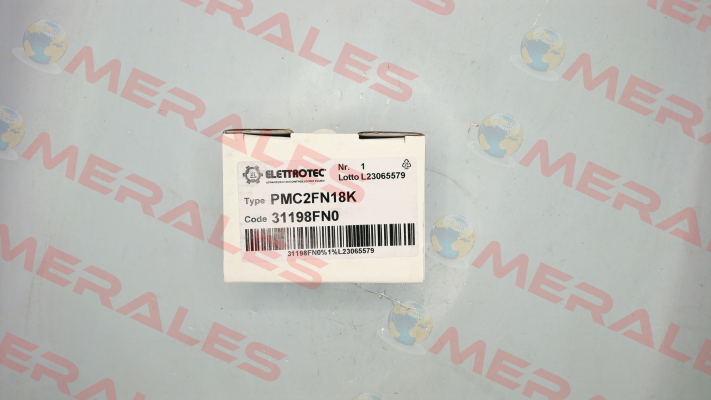 ELETTROTEC
Nr. 1
Lotto L23065579
Type PMC2FN18K
Code 31198FN0
31198FN0%1%L23065579
MERALES
MERALES
MERALES
MERALES
MERALES
MERALES